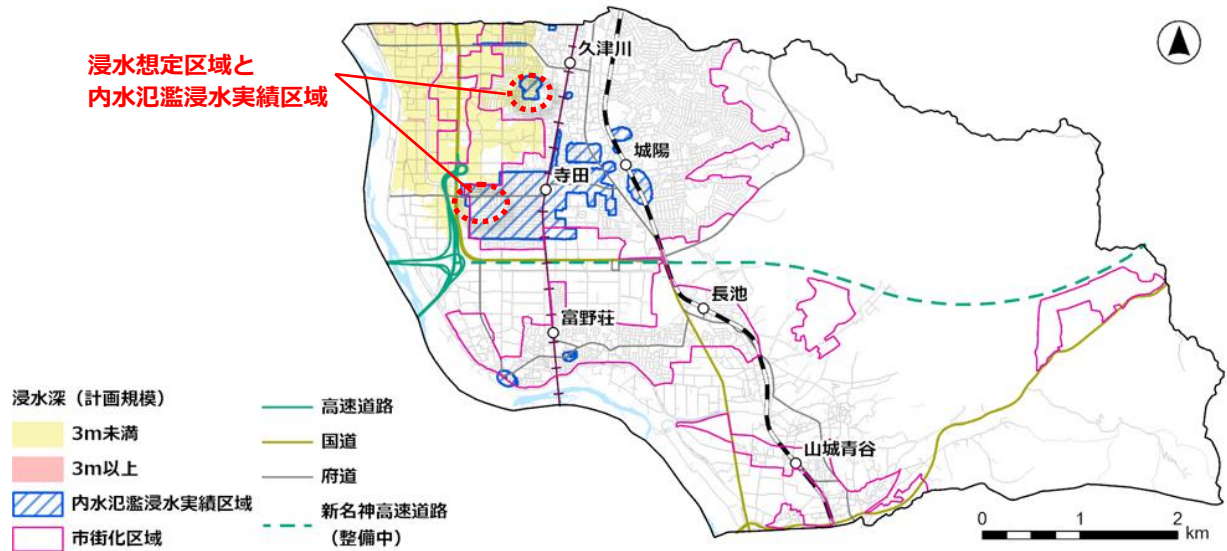 浸水想定区域と
内水氾濫浸水実績区域
久津川
城陽
寺田
長池
富野荘
山城青谷
浸水深（計画規模）
3m未満
3m以上
内水氾濫浸水実績区域
市街化区域
高速道路
国道
府道
新名神高速道路
（整備中）
0 1 2
km